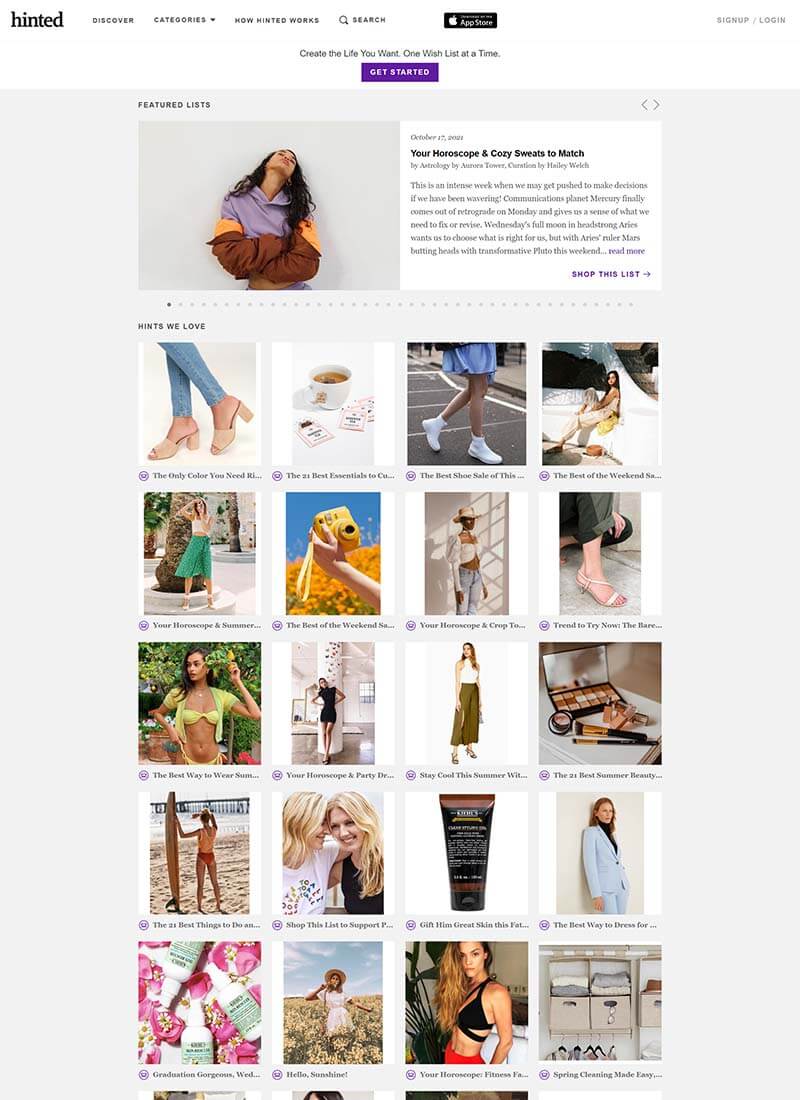 hinted
DISCOVER
CATEGORIES
HOW HINTED WORKS
SEARCH
Download on the
App Store
SIGNUP / LOGIN
Create the Life You Want. One Wish List at a Time.
GET STARTED
FEATURED LISTS
October 17, 2021
Your Horoscope & Cozy Sweats to Match
by Astrology by Aurora Tower, Curation by Hailey Welch
This is an intense week when we may get pushed to make decisions
if we have been wavering! Communications planet Mercury finally
comes out of retrograde on Monday and gives us a sense of what we
need to fix or revise. Wednesday's full moon in headstrong Aries
wants us to choose what is right for us, but with Aries' ruler Mars
butting heads with transformative Pluto this weekend... read more
SHOP THIS LIST →
HINTS WE LOVE
The Only Color You Need Ri...
The 21 Best Essentials to Cu...
The Best Shoe Sale of This ...
The Best of the Weekend Sa...
Your Horoscope & Summer...
The Best of the Weekend Sa...
Your Horoscope & Crop To...
Trend to Try Now: The Bare...
The Best Way to Wear Sum...
Your Horoscope & Party Dr...
Stay Cool This Summer Wit...
The 21 Best Summer Beauty...
KIEHL'S
CLEAN STYLING GEL
The 21 Best Things to Do an...
Shop This List to Support P...
Gift Him Great Skin this Fat...
The Best Way to Dress for ...
KIEHL'S
Graduation Gorgeous, Wed...
Hello, Sunshine!
Your Horoscope: Fitness Fa...
Spring Cleaning Made Easy,...